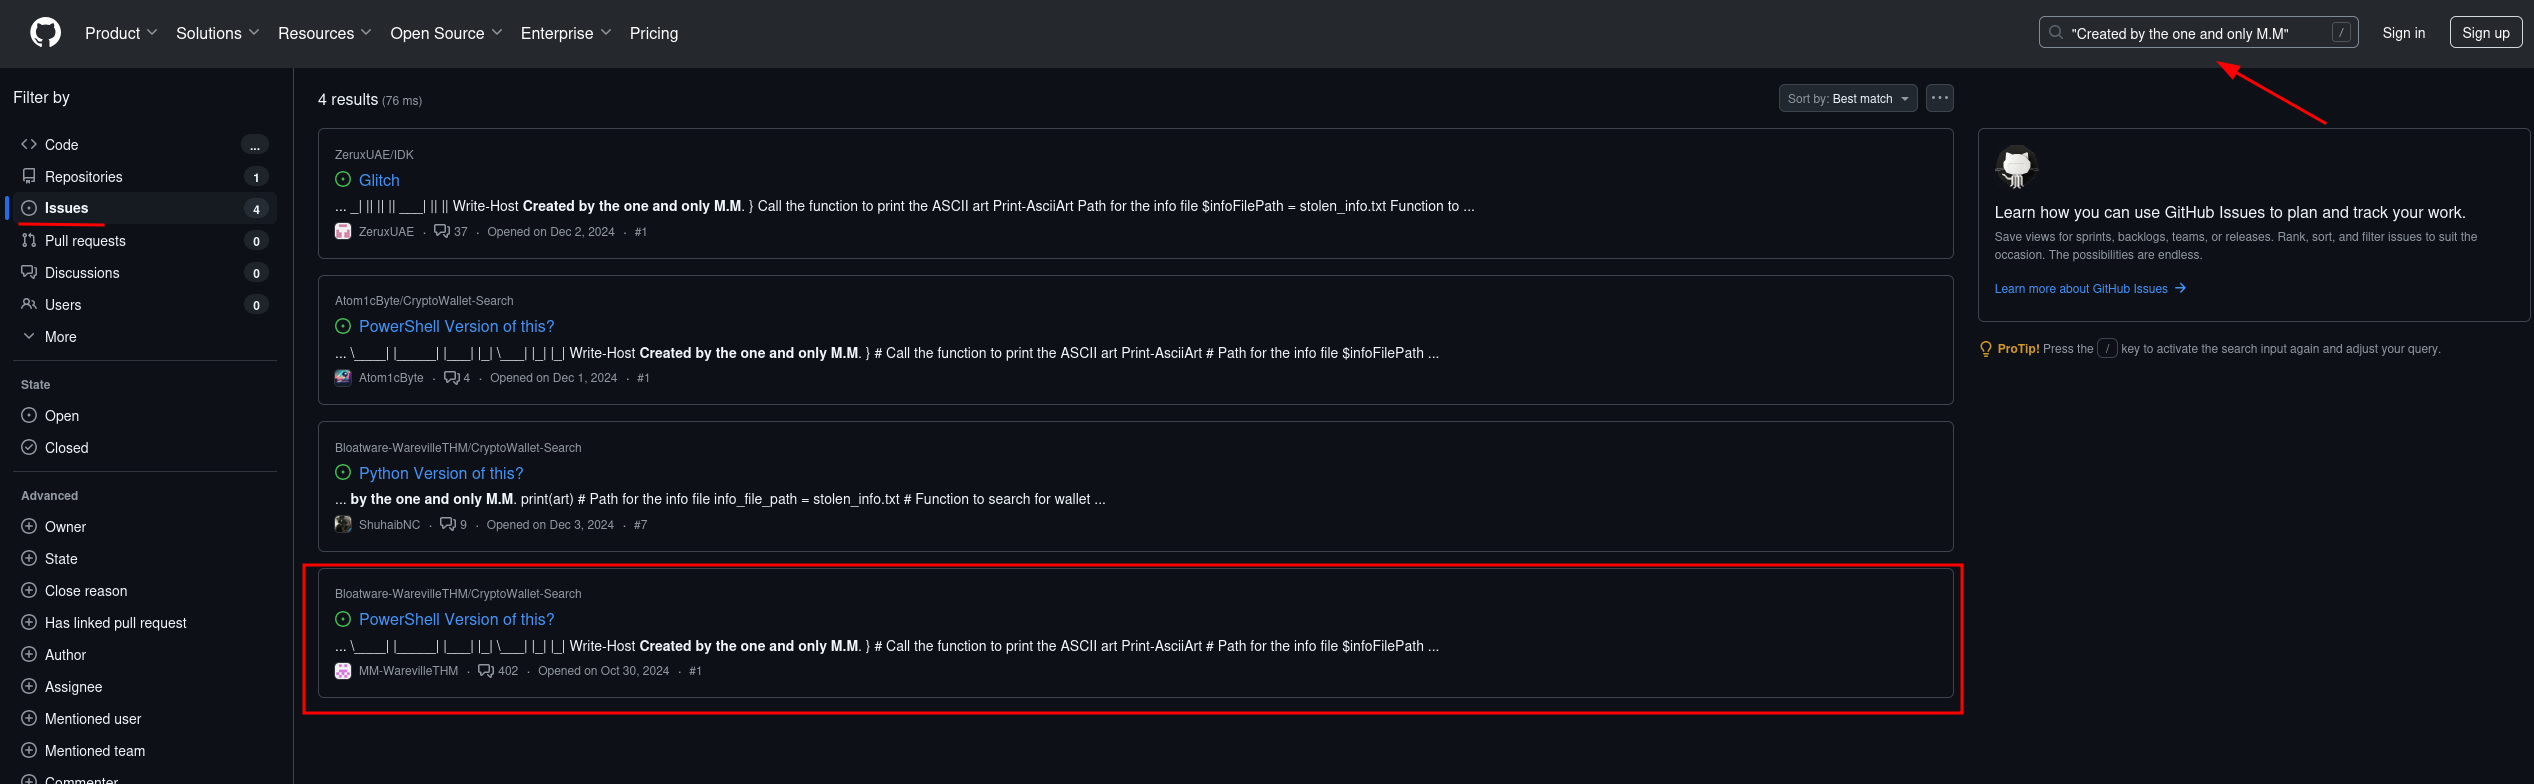 Product
Solutions
Resources
Open Source
Enterprise
Pricing
"Created by the one and only M.M"
/
Sign in
Sign up
Filter by
Code
...
Repositories
1
Issues
4
Pull requests
0
Discussions
0
Users
0
More
State
Open
Closed
Advanced
Owner
State
Close reason
Has linked pull request
Author
Assignee
Mentioned user
Mentioned team
Commenter
4 results (76 ms)
Sort by: Best match
ZeruxUAE/IDK
Glitch
... _| || || || ___| || || Write-Host Created by the one and only M.M. } Call the function to print the ASCII art Print-AsciiArt Path for the info file $infoFilePath = stolen_info.txt Function to ...
ZeruxUAE · 37 · Opened on Dec 2, 2024 · #1
Atom1cByte/CryptoWallet-Search
PowerShell Version of this?
... \____| |_____| |___| |_| \___| |_| |_| Write-Host Created by the one and only M.M. } # Call the function to print the ASCII art Print-AsciiArt # Path for the info file $infoFilePath ...
Atom1cByte · 4 · Opened on Dec 1, 2024 · #1
Bloatware-WarevilleTHM/CryptoWallet-Search
Python Version of this?
... by the one and only M.M. print(art) # Path for the info file info_file_path = stolen_info.txt # Function to search for wallet ...
ShuhaibNC · 9 · Opened on Dec 3, 2024 · #7
Bloatware-WarevilleTHM/CryptoWallet-Search
PowerShell Version of this?
... \____| |_____| |___| |_| \___| |_| |_| Write-Host Created by the one and only M.M. } # Call the function to print the ASCII art Print-AsciiArt # Path for the info file $infoFilePath ...
MM-WarevilleTHM · 402 · Opened on Oct 30, 2024 · #1
Learn how you can use GitHub Issues to plan and track your work.
Save views for sprints, backlogs, teams, or releases. Rank, sort, and filter issues to suit the
occasion. The possibilities are endless.
Learn more about GitHub Issues
ProTip! Press the / key to activate the search input again and adjust your query.